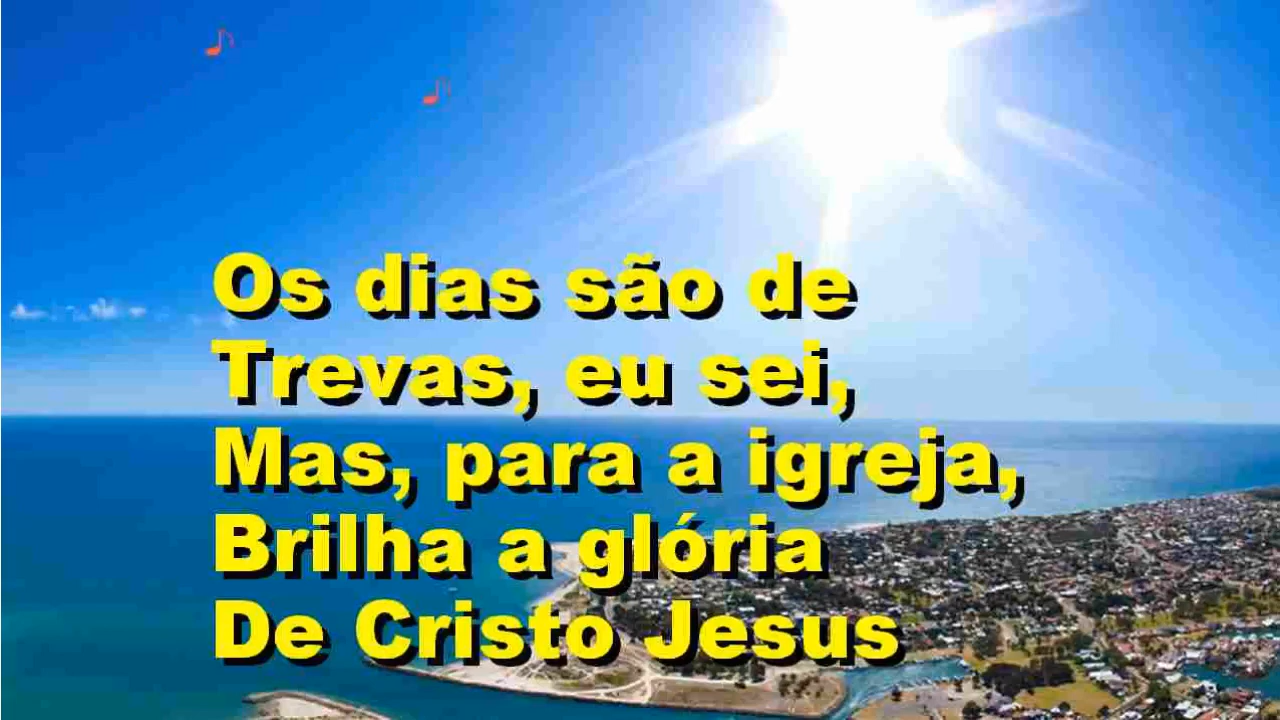 Os dias são de
Trevas, eu sei,
Mas, para a igreja,
Brilha a glória
De Cristo Jesus